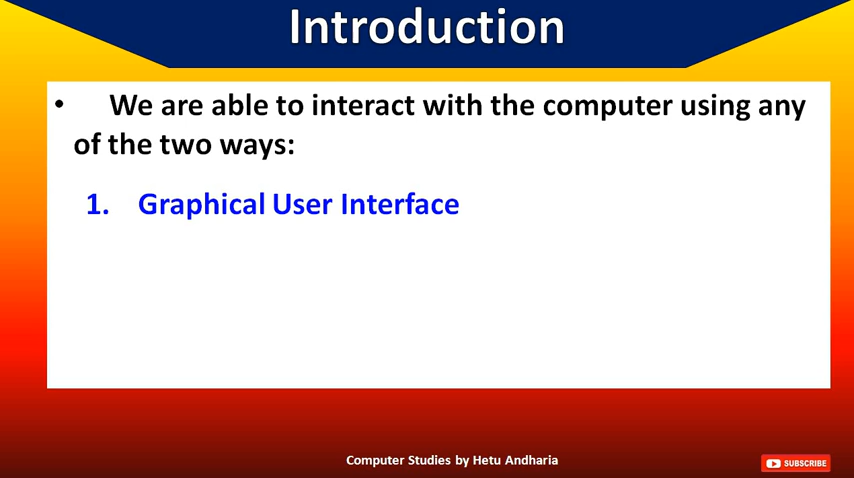 Introduction
• We are able to interact with the computer using any
of the two ways:
1. Graphical User Interface
Computer Studies by Hetu Andharia
SUBSCRIBE